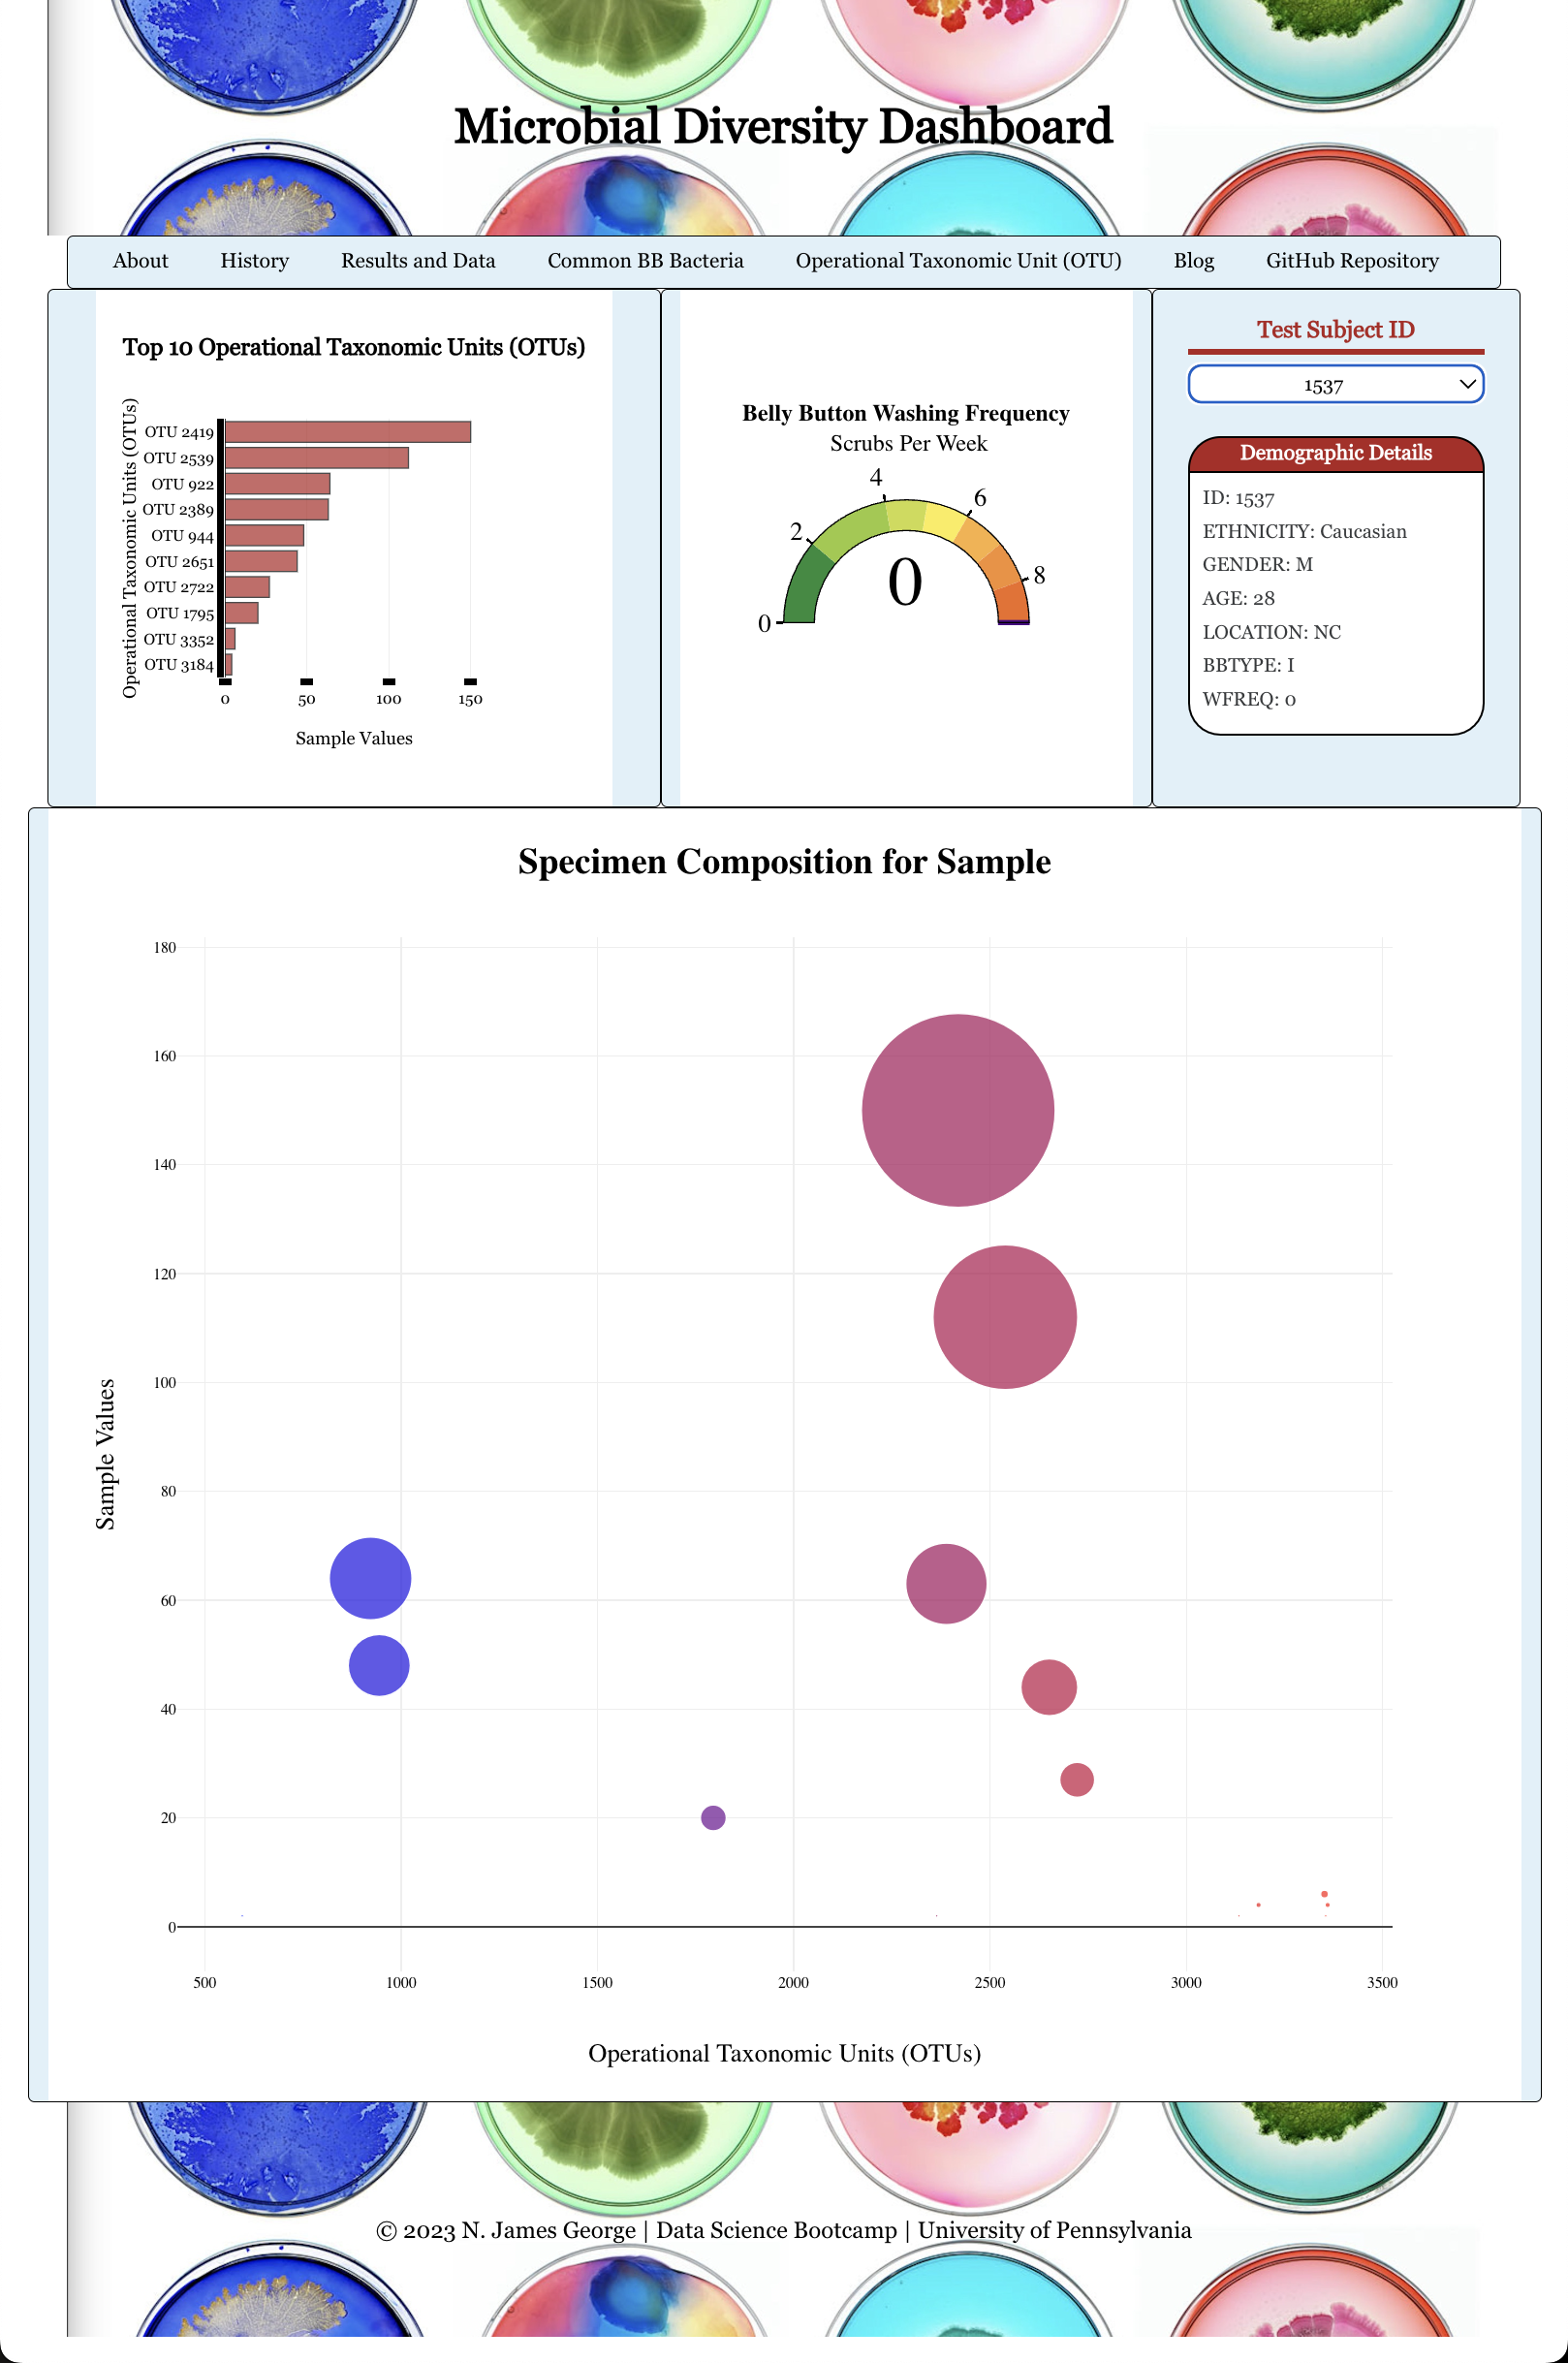 Microbial Diversity Dashboard
About History Results and Data Common BB Bacteria Operational Taxonomic Unit (OTU) Blog GitHub Repository
Top 10 Operational Taxonomic Units (OTUs)
Operational Taxonomic Units (OTUs)
OTU 2419
OTU 2539
OTU 922
OTU 2389
OTU 944
OTU 2651
OTU 2722
OTU 1795
OTU 3352
OTU 3184
0 50 100 150
Sample Values
Belly Button Washing Frequency
Scrubs Per Week
0
2
4
6
8
0
Test Subject ID
1537
Demographic Details
ID: 1537
ETHNICITY: Caucasian
GENDER: M
AGE: 28
LOCATION: NC
BBTYPE: I
WFREQ: 0
Specimen Composition for Sample
Sample Values
180
160
140
120
100
80
60
40
20
0
500 1000 1500 2000 2500 3000 3500
Operational Taxonomic Units (OTUs)
© 2023 N. James George | Data Science Bootcamp | University of Pennsylvania